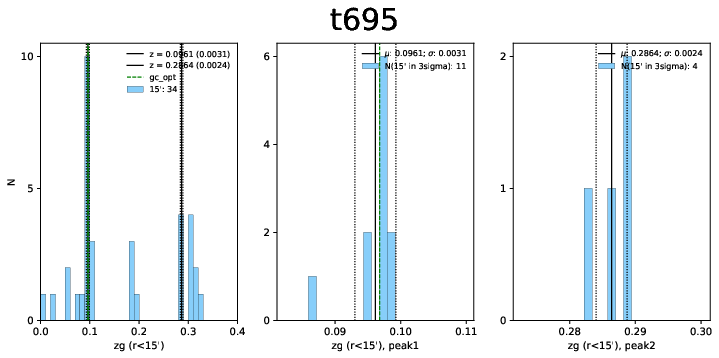 t695
z = 0.0961 (0.0031)
z = 0.2864 (0.0024)
gc_opt
15': 34
μ: 0.0961; σ: 0.0031
N(15' in 3sigma): 11
μ: 0.2864; σ: 0.0024
N(15' in 3sigma): 4
10
5
0
N
0.0 0.1 0.2 0.3 0.4
zg (r<15')
6
4
2
0
0.09 0.10 0.11
zg (r<15'), peak1
2
1
0
0.28 0.29 0.30
zg (r<15'), peak2